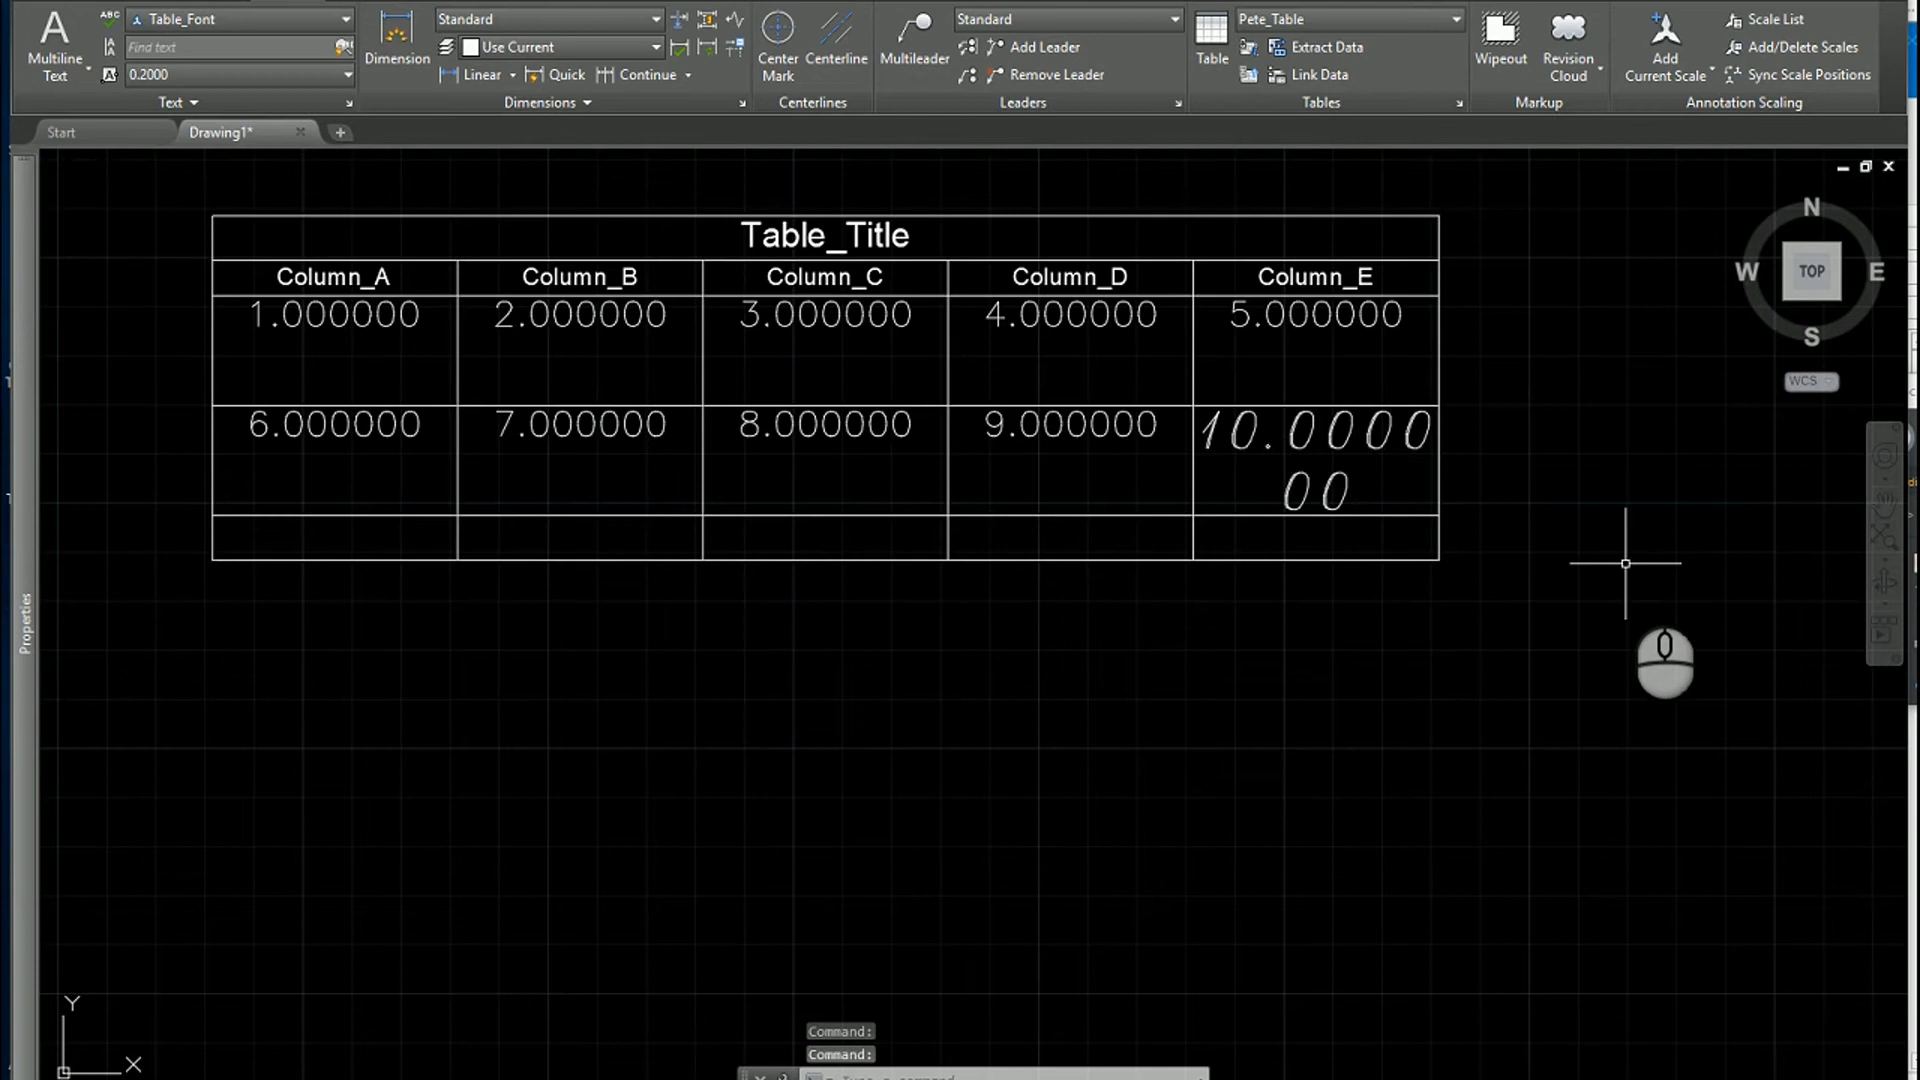 Table_Font Standard Standard Pete_Table Scale List
Find text Use Current Add Leader Extract Data Add/Delete Scales
Multiline Text Dimension Center Mark Centerline Multileader Table Wipeout Revision Cloud Add Current Scale
0.2000 Linear Quick Continue Remove Leader Link Data Sync Scale Positions
Text Dimensions Centerlines Leaders Tables Markup Annotation Scaling
Start Drawing1*
Table_Title
Column_A Column_B Column_C Column_D Column_E
1.000000 2.000000 3.000000 4.000000 5.000000
6.000000 7.000000 8.000000 9.000000 10.0000
00
N
W TOP E
S
WCS
Properties
Y
X
Command:
Command: